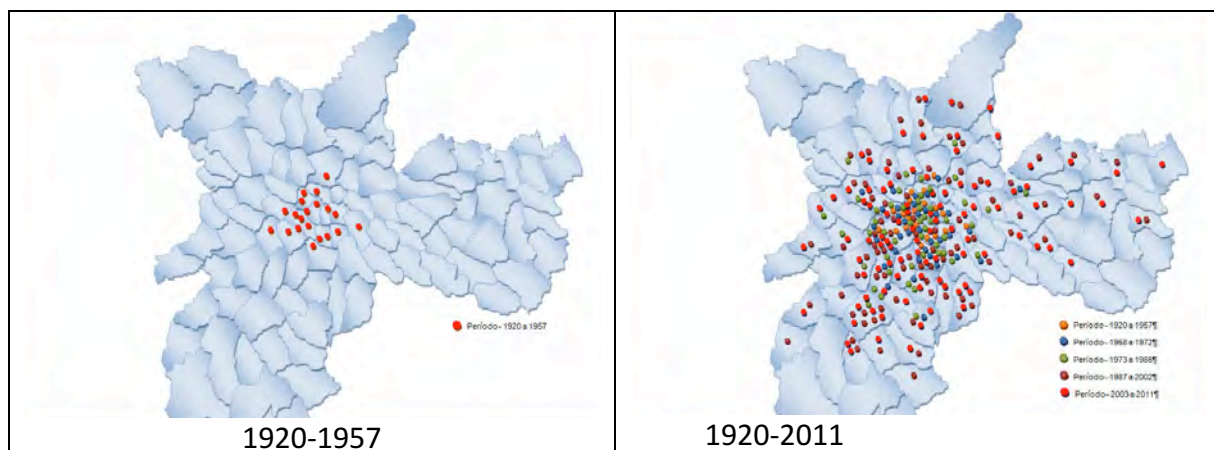 Período - 1920 a 1957
1920-1957
Período - 1920 a 1957¶
Período - 1958 a 1972¶
Período - 1973 a 1986¶
Período - 1987 a 2002¶
Período - 2003 a 2011¶
1920-2011